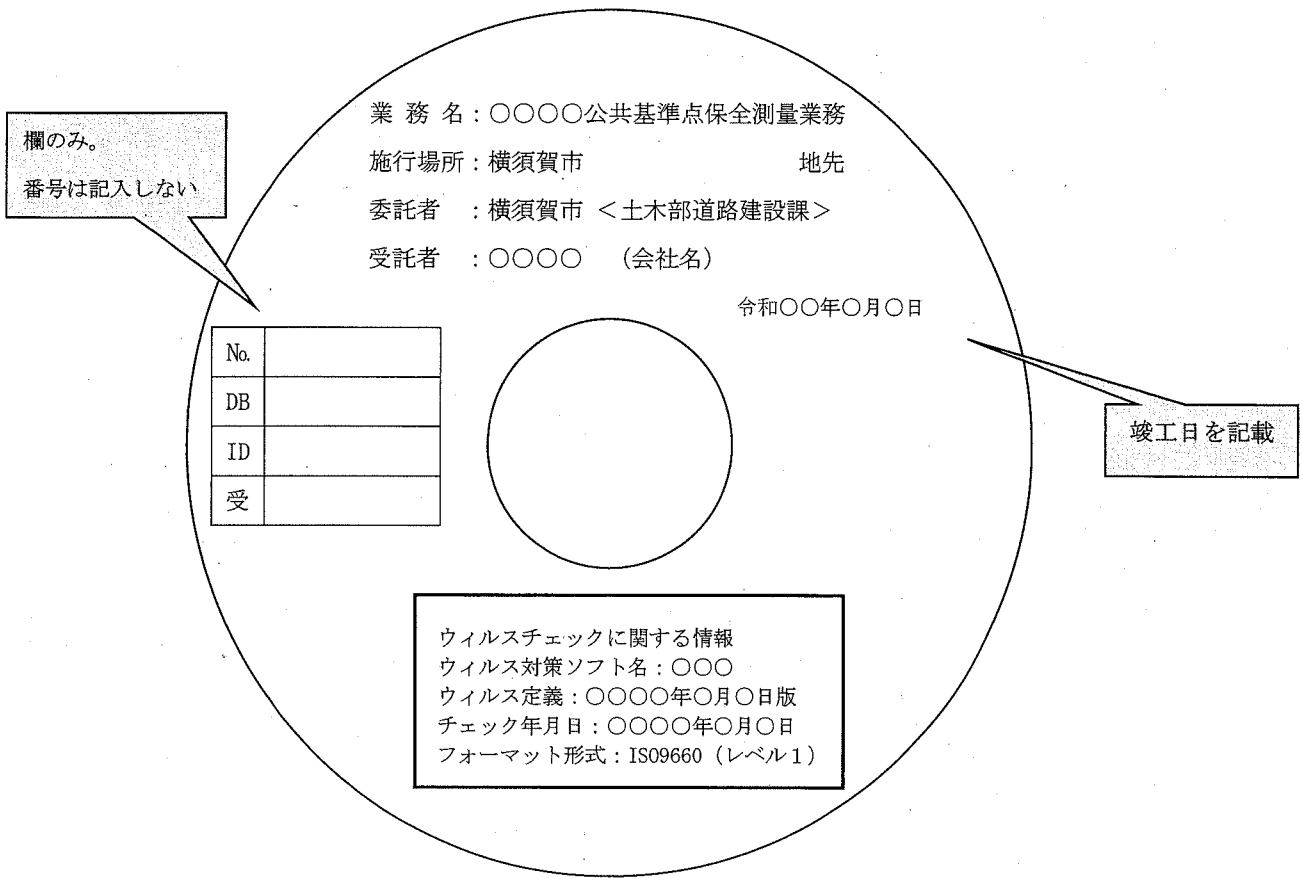 業 務 名：○○○○公共基準点保全測量業務
施行場所：横須賀市 地先
委託者 ：横須賀市 ＜土木部道路建設課＞
受託者 ：○○○○ （会社名）
令和○○年○月○日
欄のみ。
番号は記入しない
No.
DB
ID
受
竣工日を記載
ウィルスチェックに関する情報
ウィルス対策ソフト名：○○○
ウィルス定義：○○○○年○月○日版
チェック年月日：○○○○年○月○日
フォーマット形式：ISO9660（レベル１）